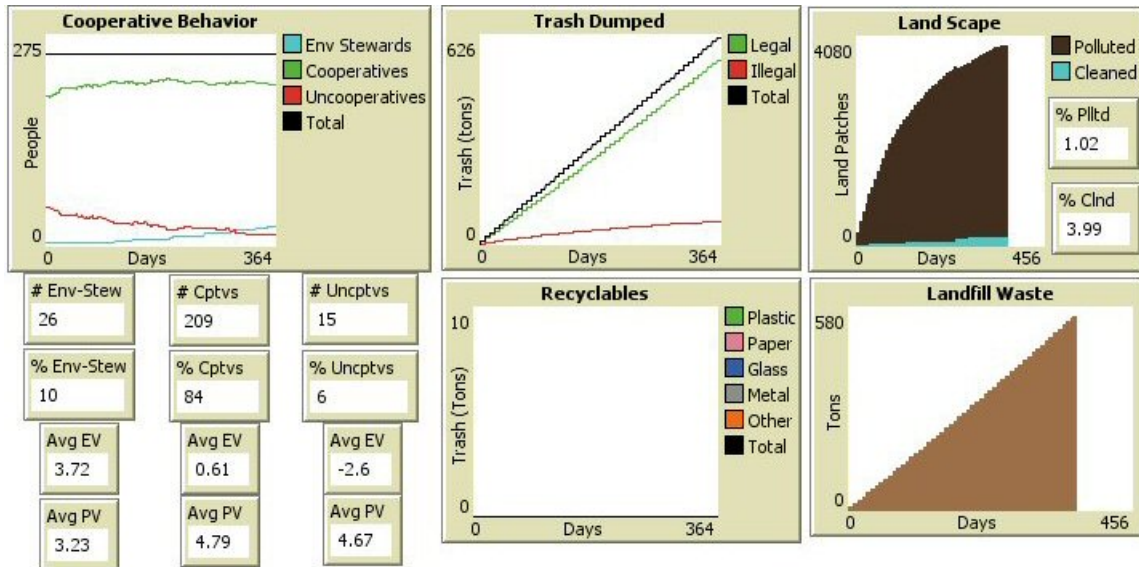 Cooperative Behavior
275
People
0
0
Days
364
Env Stewards
Cooperatives
Uncooperatives
Total
Trash Dumped
626
Trash (tons)
0
0
Days
364
Legal
Illegal
Total
Land Scape
4080
Land Patches
0
0
Days
456
Polluted
Cleaned
% Plltd
1.02
% Clnd
3.99
# Env-Stew
26
# Cptvs
209
# Uncptvs
15
% Env-Stew
10
% Cptvs
84
% Uncptvs
6
Avg EV
3.72
Avg EV
0.61
Avg EV
-2.6
Avg PV
3.23
Avg PV
4.79
Avg PV
4.67
Recyclables
10
Trash (Tons)
0
0
Days
364
Plastic
Paper
Glass
Metal
Other
Total
Landfill Waste
580
Tons
0
0
Days
456